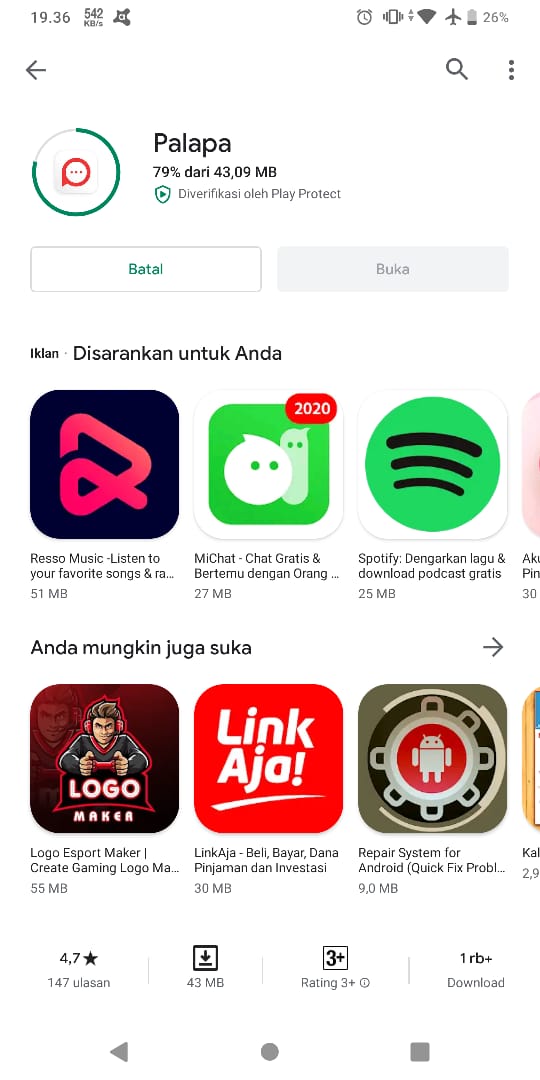 19.36 542 KB/s 26%
Palapa
79% dari 43,09 MB
Diverifikasi oleh Play Protect
Batal Buka
Iklan · Disarankan untuk Anda
2020
Resso Music -Listen to
your favorite songs & ra...
51 MB
MiChat - Chat Gratis &
Bertemu dengan Orang ...
27 MB
Spotify: Dengarkan lagu &
download podcast gratis
25 MB
Aku
Pin
30
Anda mungkin juga suka
LOGO
MAKER
Link
Aja!
Logo Esport Maker |
Create Gaming Logo Ma...
55 MB
LinkAja - Beli, Bayar, Dana
Pinjaman dan Investasi
30 MB
Repair System for
Android (Quick Fix Probl...
9,0 MB
Kal
2,9
4,7★
147 ulasan
43 MB
3+
Rating 3+
1 rb+
Download